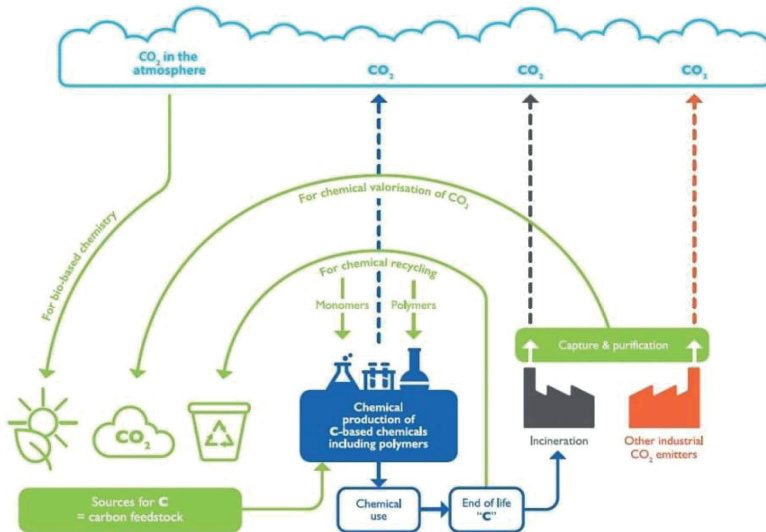 CO₂ in the
atmosphere
CO₂
CO₂
CO₂
For chemical valorisation of CO₂
For bio-based chemistry
For chemical recycling
Monomers
Polymers
Capture & purification
CO₂
Chemical
production of
C-based chemicals
including polymers
Incineration
Other industrial
CO₂ emitters
Sources for C
= carbon feedstock
Chemical
use
End of life
"C"